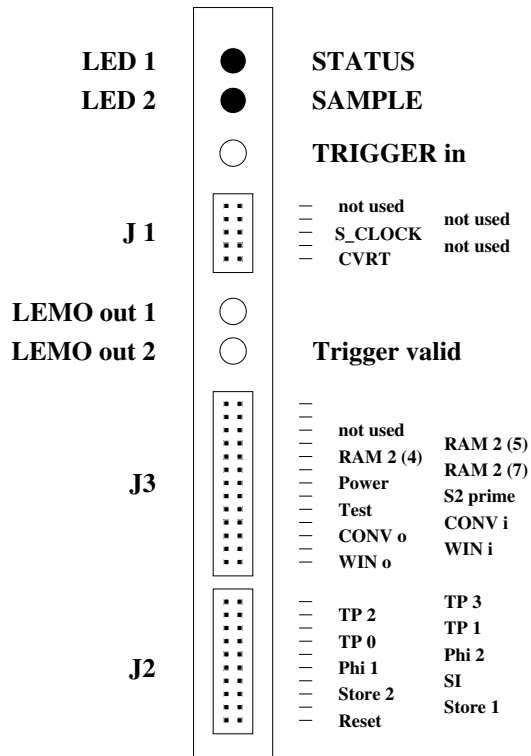 LED 1 STATUS
LED 2 SAMPLE
TRIGGER in
J 1
not used
not used
S_CLOCK
not used
CVRT
LEMO out 1
LEMO out 2 Trigger valid
J3
not used
RAM 2 (5)
RAM 2 (4)
RAM 2 (7)
Power
S2 prime
Test
CONV i
CONV o
WIN i
WIN o
J2
TP 3
TP 2
TP 1
TP 0
Phi 2
Phi 1
SI
Store 2
Store 1
Reset